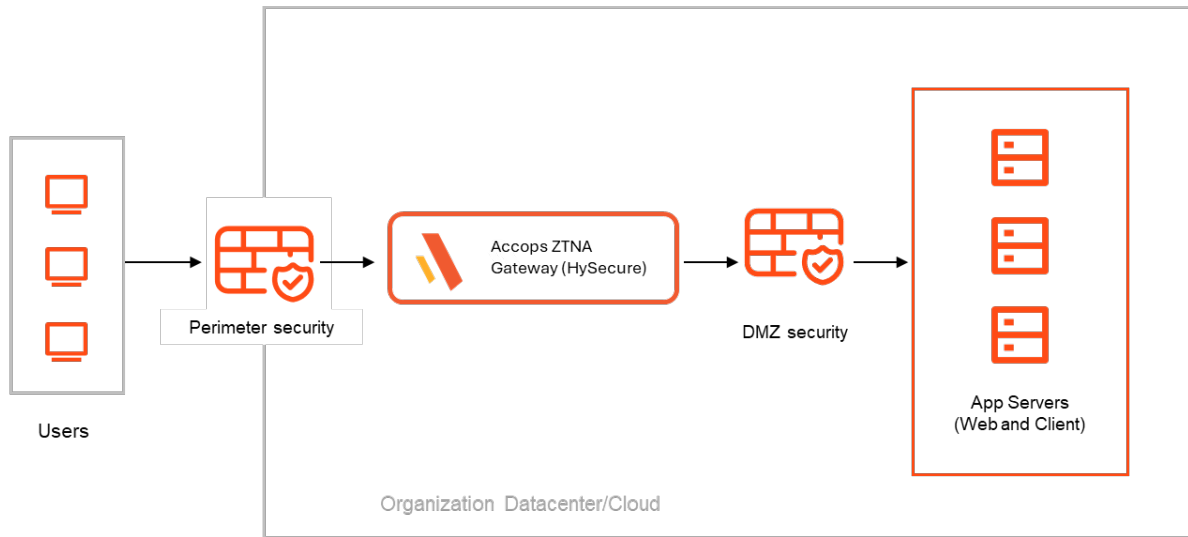 Users
Perimeter security
Accops ZTNA
Gateway (HySecure)
DMZ security
App Servers
(Web and Client)
Organization Datacenter/Cloud